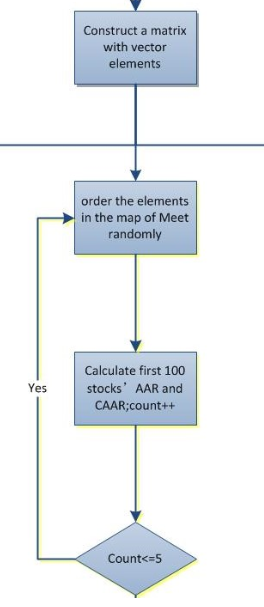 Construct a matrix
with vector
elements
order the elements
in the map of Meet
randomly
Calculate first 100
stocks’ AAR and
CAAR;count++
Yes
Count<=5